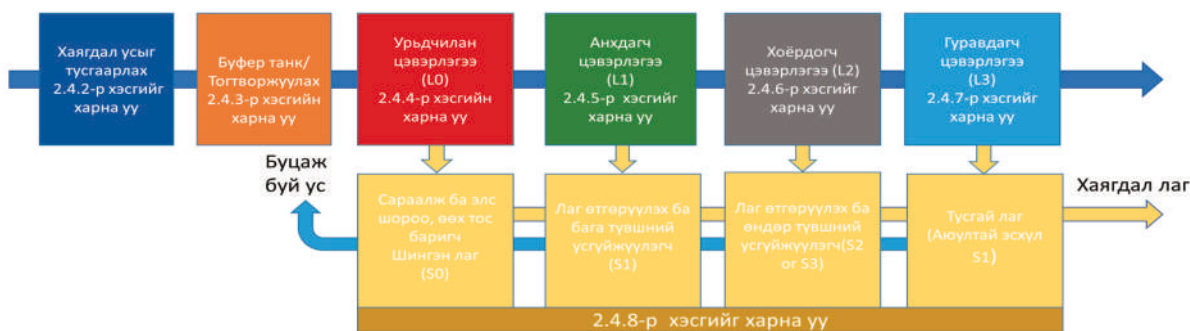 Хаягдал усыг
тусгаарлах
2.4.2-р хэсгийг
харна уу
Буфер танк/
Тогтворжуулах
2.4.3-р хэсгийн
харна уу
Урьдчилан
цэвэрлэгээ
(L0)
2.4.4-р хэсгийн
харна уу
Анхдагч
цэвэрлэгээ
(L1)
2.4.5-р хэсгийг
харна уу
Хоёрдогч
цэвэрлэгээ (L2)
2.4.6-р хэсгийг
харна уу
Гуравдагч
цэвэрлэгээ
(L3)
2.4.7-р хэсгийг
харна уу
Буцаж
буй ус
Сараалж ба элс
шороо, өөх тос
баригч
Шингэн лаг
(S0)
Лаг өтгөрүүлэх ба
бага түвшний
усгүйжүүлэгч
(S1)
Лаг өтгөрүүлэх ба
өндөр түвшний
усгүйжүүлэгч(S2
or S3)
Тусгай лаг
(Аюултай эсхүл
S1)
Хаягдал лаг
2.4.8-р хэсгийг харна уу